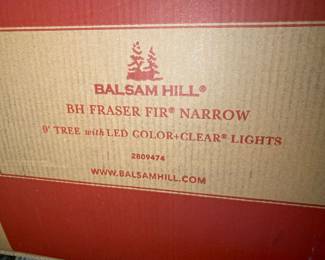 BALSAM HILL®
BH FRASER FIR® NARROW
9' TREE with LED COLOR+CLEAR® LIGHTS
2809474
WWW.BALSAMHILL.COM